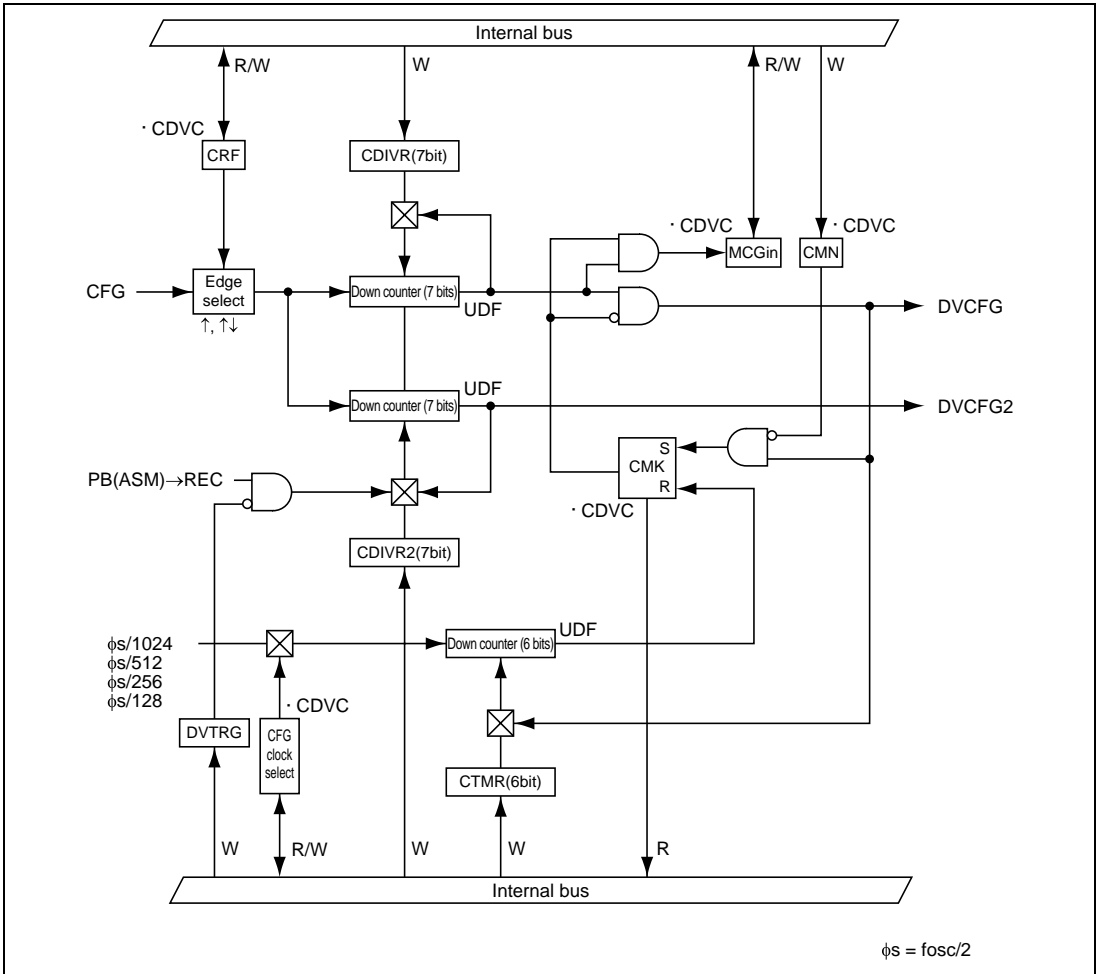 Internal bus
R/W
W
R/W
W
· CDVC
CRF
CDIVR(7bit)
· CDVC
· CDVC
MCGin
CMN
CFG
Edge
select
↑, ↑↓
Down counter (7 bits)
UDF
DVCFG
Down counter (7 bits)
UDF
DVCFG2
S
CMK
R
· CDVC
PB(ASM)→REC
CDIVR2(7bit)
φs/1024
φs/512
φs/256
φs/128
Down counter (6 bits)
UDF
· CDVC
DVTRG
CFG
clock
select
CTMR(6bit)
W
R/W
W
W
R
Internal bus
φs = fosc/2